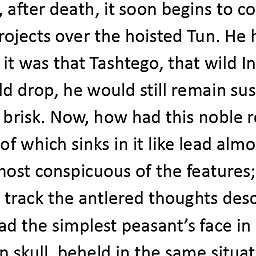 , after death, it soon begins to co
rojects over the hoisted Tun. He h
it was that Tashtego, that wild In
ld drop, he would still remain sus
brisk. Now, how had this noble r
of which sinks in it like lead almo
nost conspicuous of the features;
track the antlered thoughts desc
ad the simplest peasant’s face in
n skull, beheld in the same situat